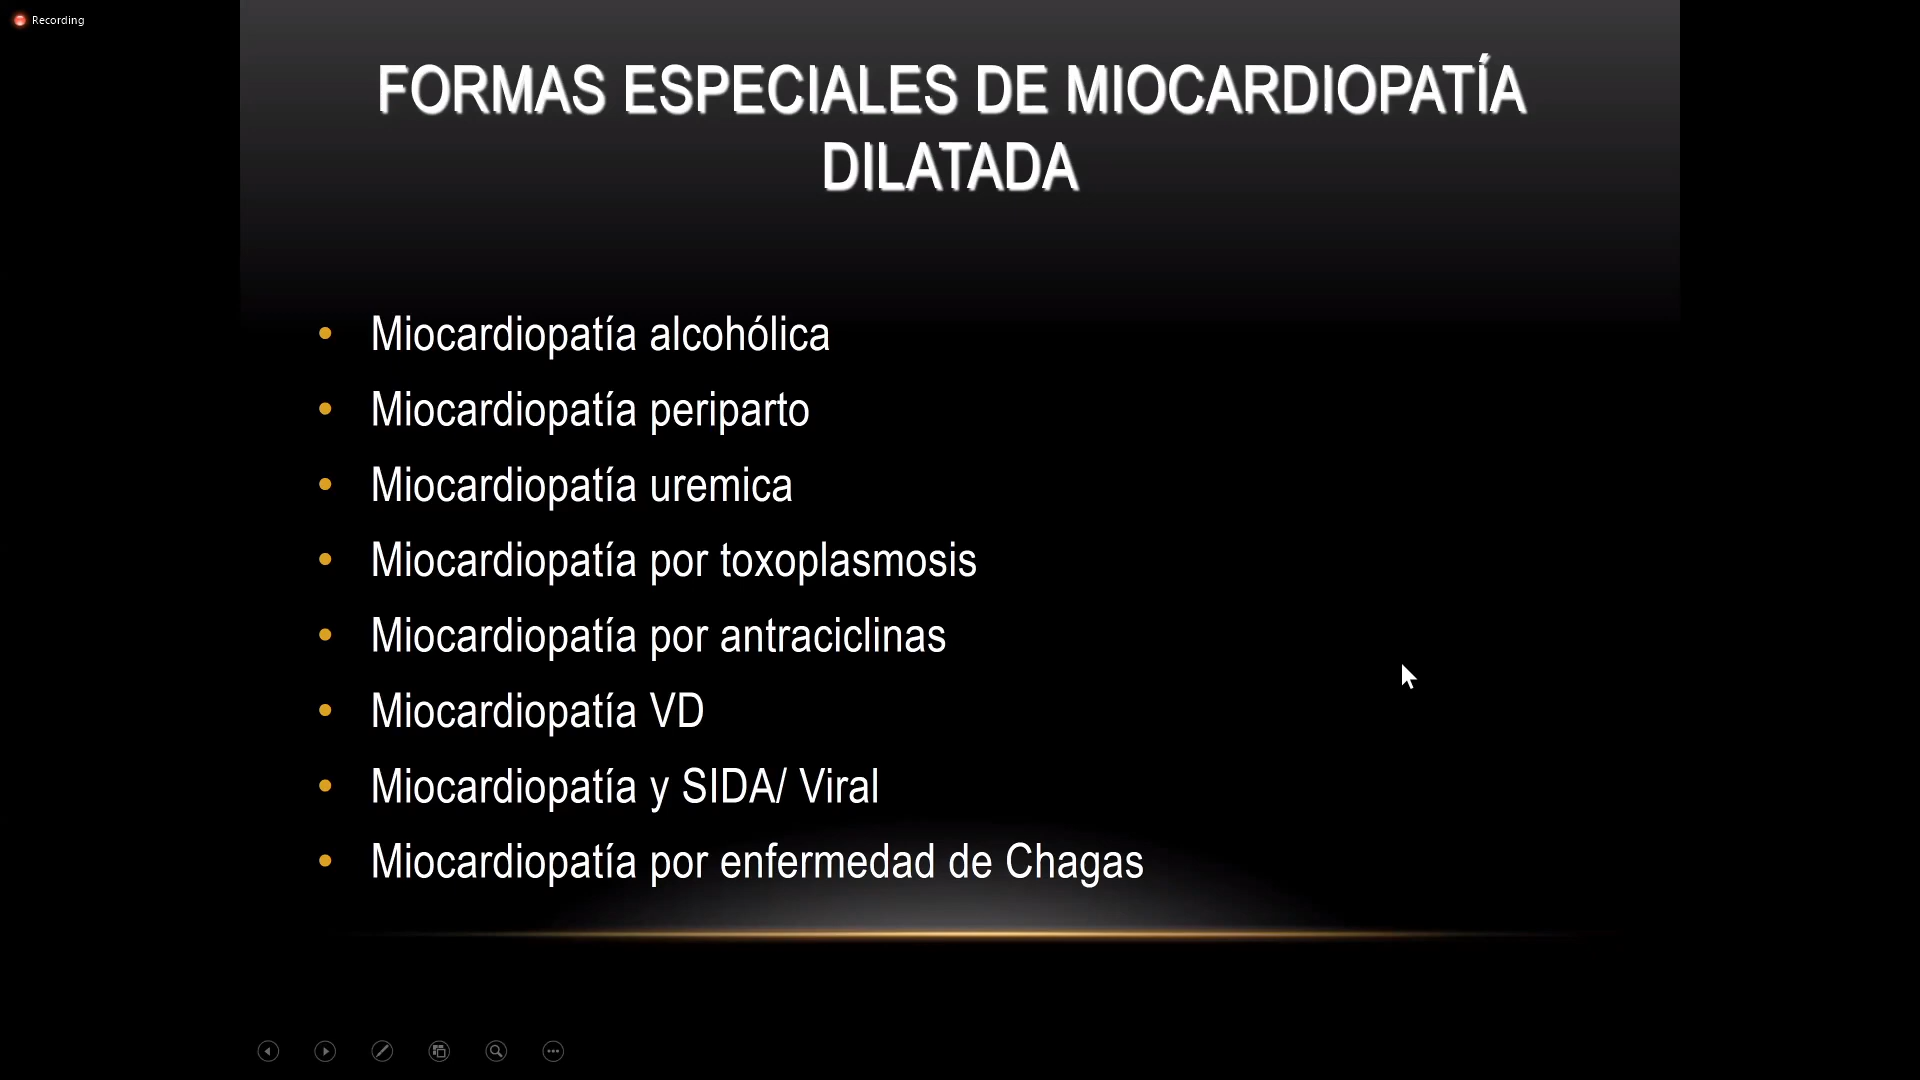 Recording
FORMAS ESPECIALES DE MIOCARDIOPATÍA
DILATADA
• Miocardiopatía alcohólica
• Miocardiopatía periparto
• Miocardiopatía uremica
• Miocardiopatía por toxoplasmosis
• Miocardiopatía por antraciclinas
• Miocardiopatía VD
• Miocardiopatía y SIDA/ Viral
• Miocardiopatía por enfermedad de Chagas